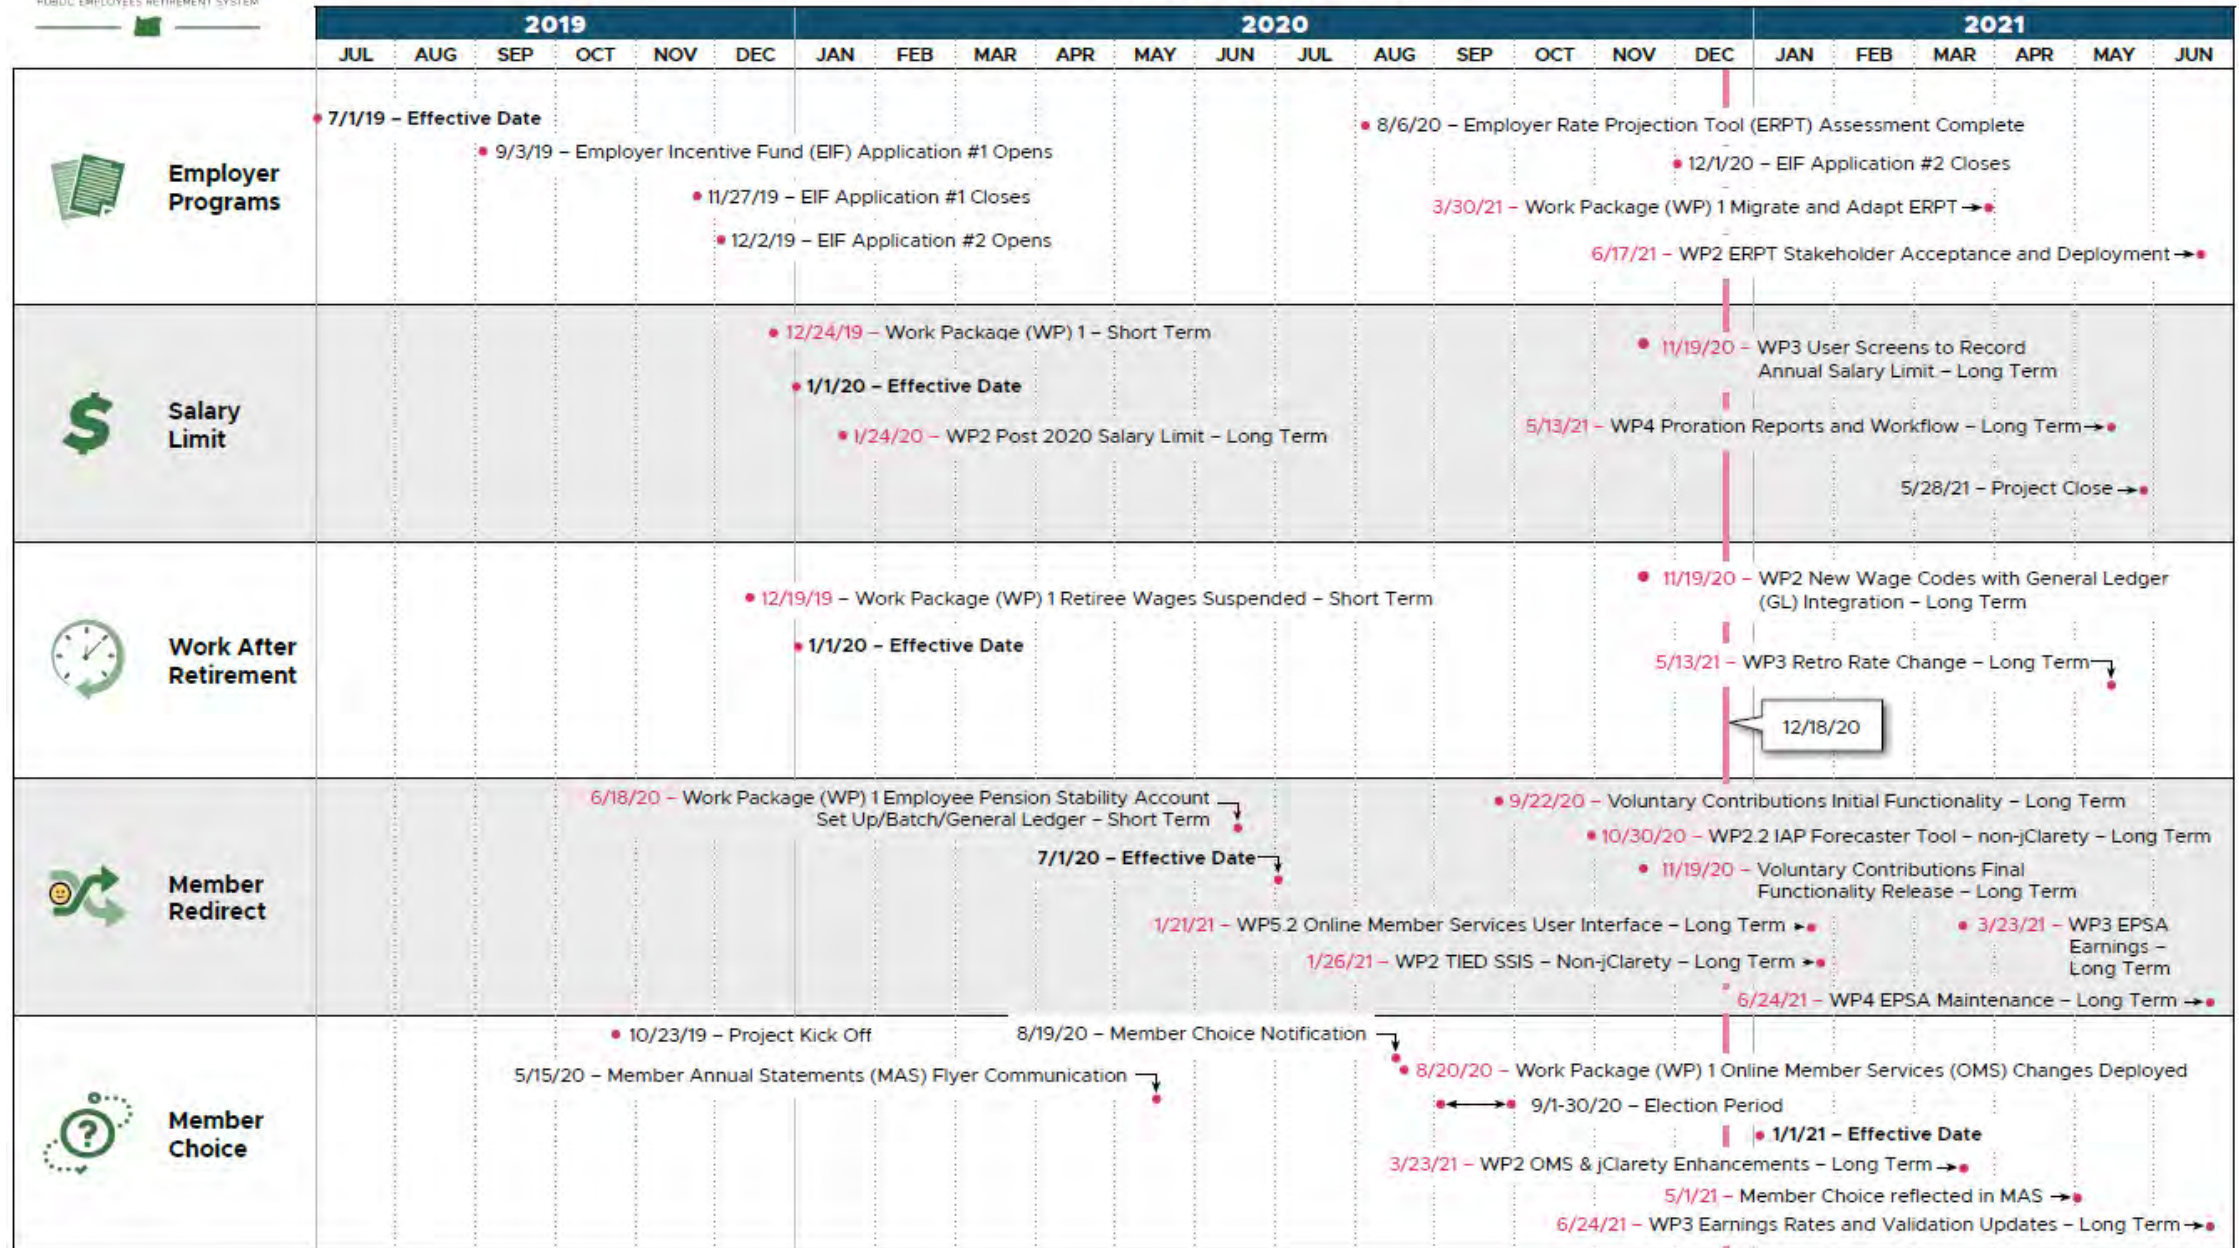 PUBLIC EMPLOYEES RETIREMENT SYSTEM
2019 2020 2021
JUL AUG SEP OCT NOV DEC JAN FEB MAR APR MAY JUN JUL AUG SEP OCT NOV DEC JAN FEB MAR APR MAY JUN
Employer
Programs
7/1/19 – Effective Date
9/3/19 – Employer Incentive Fund (EIF) Application #1 Opens
11/27/19 – EIF Application #1 Closes
12/2/19 – EIF Application #2 Opens
8/6/20 – Employer Rate Projection Tool (ERPT) Assessment Complete
12/1/20 – EIF Application #2 Closes
3/30/21 – Work Package (WP) 1 Migrate and Adapt ERPT
6/17/21 – WP2 ERPT Stakeholder Acceptance and Deployment
$
Salary
Limit
12/24/19 – Work Package (WP) 1 – Short Term
1/1/20 – Effective Date
1/24/20 – WP2 Post 2020 Salary Limit – Long Term
11/19/20 – WP3 User Screens to Record
Annual Salary Limit – Long Term
5/13/21 – WP4 Proration Reports and Workflow – Long Term
5/28/21 – Project Close
Work After
Retirement
12/19/19 – Work Package (WP) 1 Retiree Wages Suspended – Short Term
1/1/20 – Effective Date
11/19/20 – WP2 New Wage Codes with General Ledger
(GL) Integration – Long Term
5/13/21 – WP3 Retro Rate Change – Long Term
12/18/20
Member
Redirect
6/18/20 – Work Package (WP) 1 Employee Pension Stability Account
Set Up/Batch/General Ledger – Short Term
7/1/20 – Effective Date
9/22/20 – Voluntary Contributions Initial Functionality – Long Term
10/30/20 – WP2.2 IAP Forecaster Tool – non-jClarety – Long Term
11/19/20 – Voluntary Contributions Final
Functionality Release – Long Term
1/21/21 – WP5.2 Online Member Services User Interface – Long Term
3/23/21 – WP3 EPSA
Earnings –
Long Term
1/26/21 – WP2 TIED SSIS – Non-jClarety – Long Term
6/24/21 – WP4 EPSA Maintenance – Long Term
?
Member
Choice
10/23/19 – Project Kick Off
8/19/20 – Member Choice Notification
5/15/20 – Member Annual Statements (MAS) Flyer Communication
8/20/20 – Work Package (WP) 1 Online Member Services (OMS) Changes Deployed
9/1-30/20 – Election Period
1/1/21 – Effective Date
3/23/21 – WP2 OMS & jClarety Enhancements – Long Term
5/1/21 – Member Choice reflected in MAS
6/24/21 – WP3 Earnings Rates and Validation Updates – Long Term